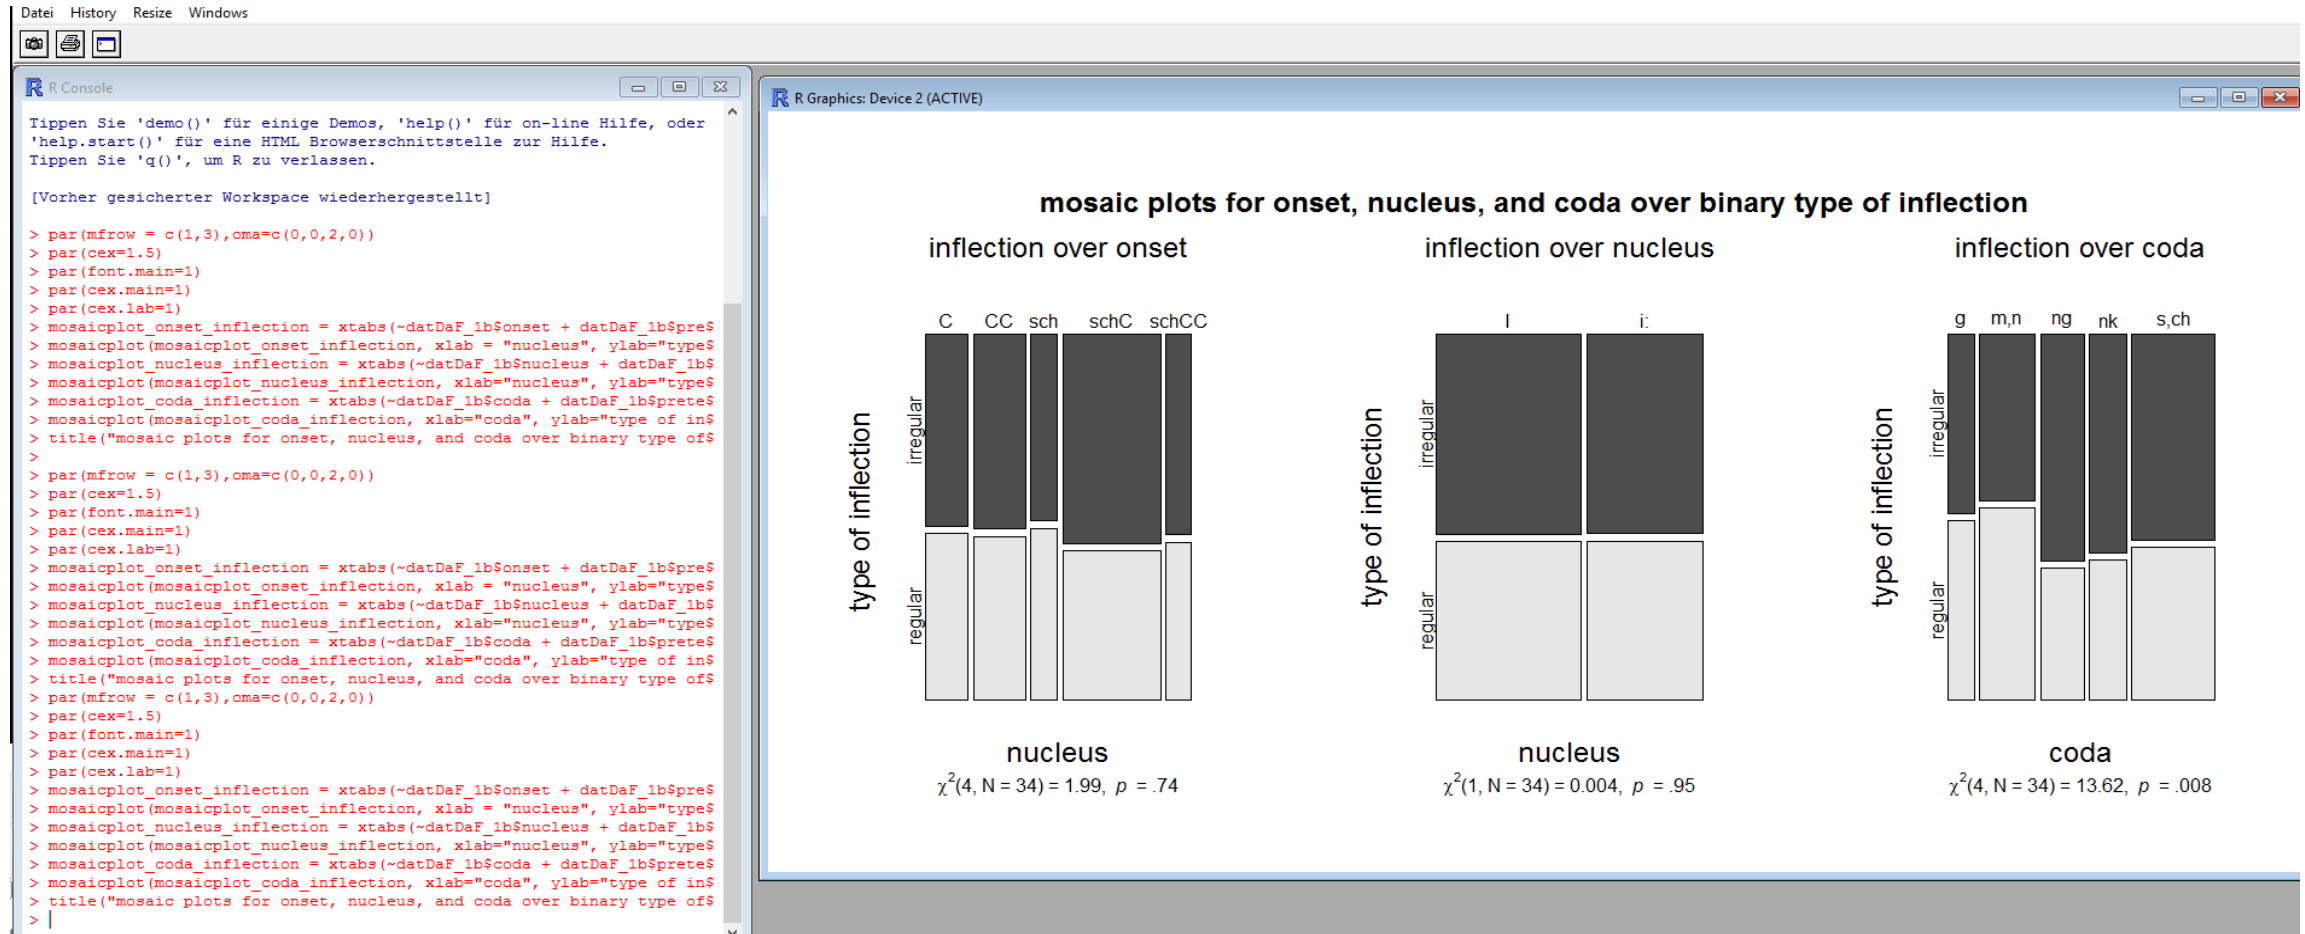 Datei History Resize Windows
R Console
Tippen Sie 'demo()' für einige Demos, 'help()' für on-line Hilfe, oder
'help.start()' für eine HTML Browserschnittstelle zur Hilfe.
Tippen Sie 'q()', um R zu verlassen.
[Vorher gesicherter Workspace wiederhergestellt]
> par(mfrow = c(1,3),oma=c(0,0,2,0))
> par(cex=1.5)
> par(font.main=1)
> par(cex.main=1)
> par(cex.lab=1)
> mosaicplot_onset_inflection = xtabs(~datDaF_1b$onset + datDaF_1b$pre$
> mosaicplot(mosaicplot_onset_inflection, xlab = "nucleus", ylab="type$
> mosaicplot_nucleus_inflection = xtabs(~datDaF_1b$nucleus + datDaF_1b$
> mosaicplot(mosaicplot_nucleus_inflection, xlab="nucleus", ylab="type$
> mosaicplot_coda_inflection = xtabs(~datDaF_1b$coda + datDaF_1b$prete$
> mosaicplot(mosaicplot_coda_inflection, xlab="coda", ylab="type of in$
> title("mosaic plots for onset, nucleus, and coda over binary type of$
>
> par(mfrow = c(1,3),oma=c(0,0,2,0))
> par(cex=1.5)
> par(font.main=1)
> par(cex.main=1)
> par(cex.lab=1)
> mosaicplot_onset_inflection = xtabs(~datDaF_1b$onset + datDaF_1b$pre$
> mosaicplot(mosaicplot_onset_inflection, xlab = "nucleus", ylab="type$
> mosaicplot_nucleus_inflection = xtabs(~datDaF_1b$nucleus + datDaF_1b$
> mosaicplot(mosaicplot_nucleus_inflection, xlab="nucleus", ylab="type$
> mosaicplot_coda_inflection = xtabs(~datDaF_1b$coda + datDaF_1b$prete$
> mosaicplot(mosaicplot_coda_inflection, xlab="coda", ylab="type of in$
> title("mosaic plots for onset, nucleus, and coda over binary type of$
> par(mfrow = c(1,3),oma=c(0,0,2,0))
> par(cex=1.5)
> par(font.main=1)
> par(cex.main=1)
> par(cex.lab=1)
> mosaicplot_onset_inflection = xtabs(~datDaF_1b$onset + datDaF_1b$pre$
> mosaicplot(mosaicplot_onset_inflection, xlab = "nucleus", ylab="type$
> mosaicplot_nucleus_inflection = xtabs(~datDaF_1b$nucleus + datDaF_1b$
> mosaicplot(mosaicplot_nucleus_inflection, xlab="nucleus", ylab="type$
> mosaicplot_coda_inflection = xtabs(~datDaF_1b$coda + datDaF_1b$prete$
> mosaicplot(mosaicplot_coda_inflection, xlab="coda", ylab="type of in$
> title("mosaic plots for onset, nucleus, and coda over binary type of$
>
R Graphics: Device 2 (ACTIVE)
mosaic plots for onset, nucleus, and coda over binary type of inflection
inflection over onset
C CC sch schC schCC
type of inflection
irregular
regular
nucleus
χ²(4, N = 34) = 1.99, p = .74
inflection over nucleus
I i:
type of inflection
irregular
regular
nucleus
χ²(1, N = 34) = 0.004, p = .95
inflection over coda
g m,n ng nk s,ch
type of inflection
irregular
regular
coda
χ²(4, N = 34) = 13.62, p = .008